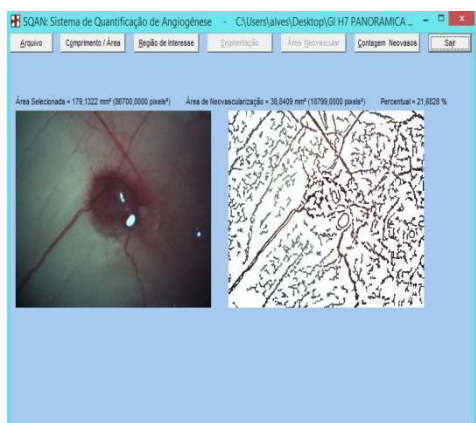 SQAN: Sistema de Quantificação de Angiogênese - C:\Users\alves\Desktop\GI H7 PANORAMICA ...
Arquivo Comprimento / Área Região de Interesse Segmentação Área Neovascular Contagem Neovasos Sair
Área Selecionada = 179,1322 mm² (86700,0000 pixels²) Área de Neovascularização = 38,8409 mm² (18799,0000 pixels²) Percentual = 21,6828 %